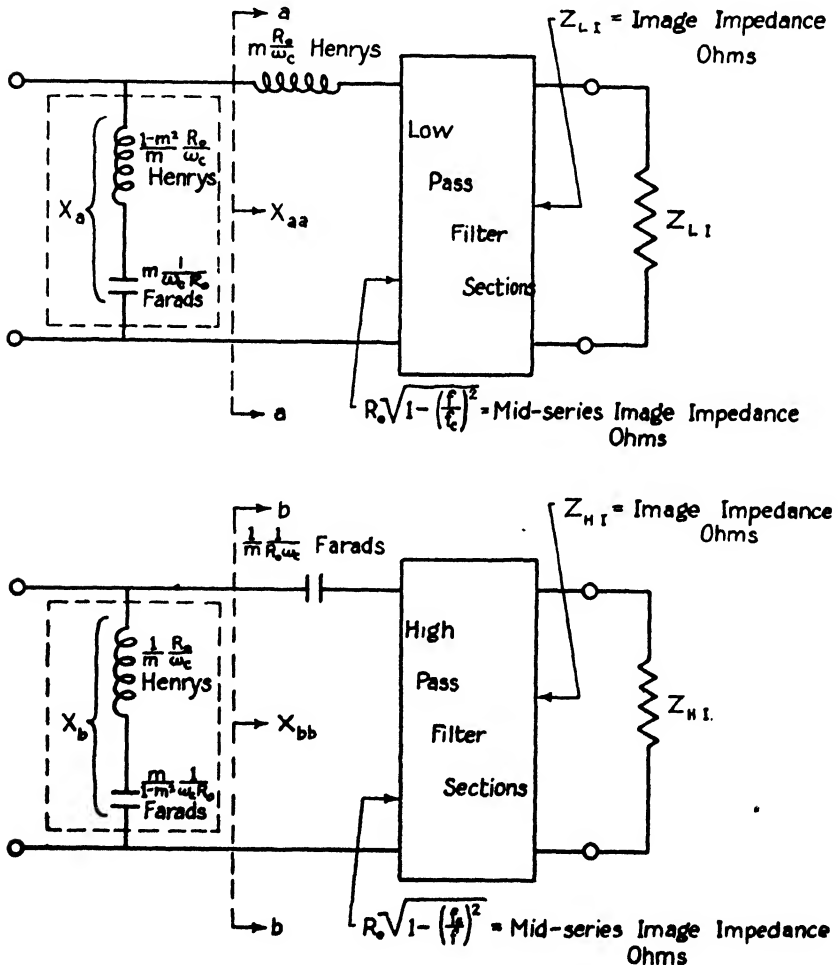 a
m R₀/ω_c Henrys
Z_LI = Image Impedance
Ohms
(1-m²)/m R₀/ω_c
Henrys
X_a
m 1/(ω_c R₀)
Farads
X_aa
Low
Pass
Filter
Sections
Z_LI
a
R₀√(1-(f/f_c)²) = Mid-series Image Impedance
Ohms
b
1/m 1/(R₀ω_c) Farads
Z_HI = Image Impedance
Ohms
1/m R₀/ω_c
Henrys
X_b
m/(1-m²) 1/(ω_c R₀)
Farads
X_bb
High
Pass
Filter
Sections
Z_HI.
b
R₀√(1-(f_c/f)²) = Mid-series Image Impedance
Ohms